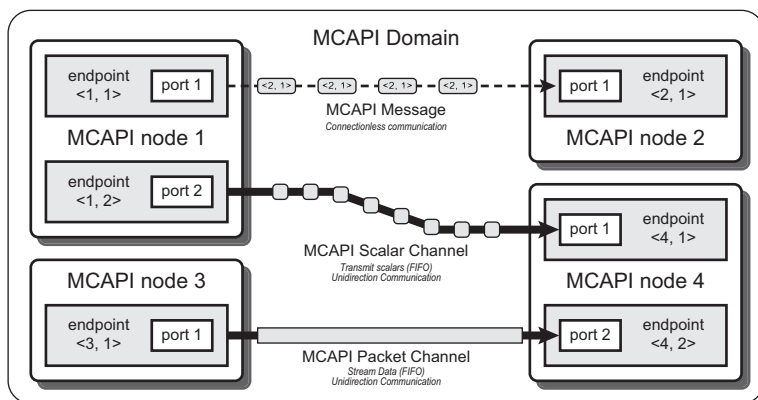 MCAPI Domain
endpoint
<1, 1>
port 1
MCAPI node 1
endpoint
<1, 2>
port 2
<2, 1> <2, 1> <2, 1> <2, 1>
MCAPI Message
Connectionless communication
port 1
endpoint
<2, 1>
MCAPI node 2
MCAPI Scalar Channel
Transmit scalars (FIFO)
Unidirection Communication
port 1
endpoint
<4, 1>
MCAPI node 4
port 2
endpoint
<4, 2>
MCAPI node 3
endpoint
<3, 1>
port 1
MCAPI Packet Channel
Stream Data (FIFO)
Unidirection Communication